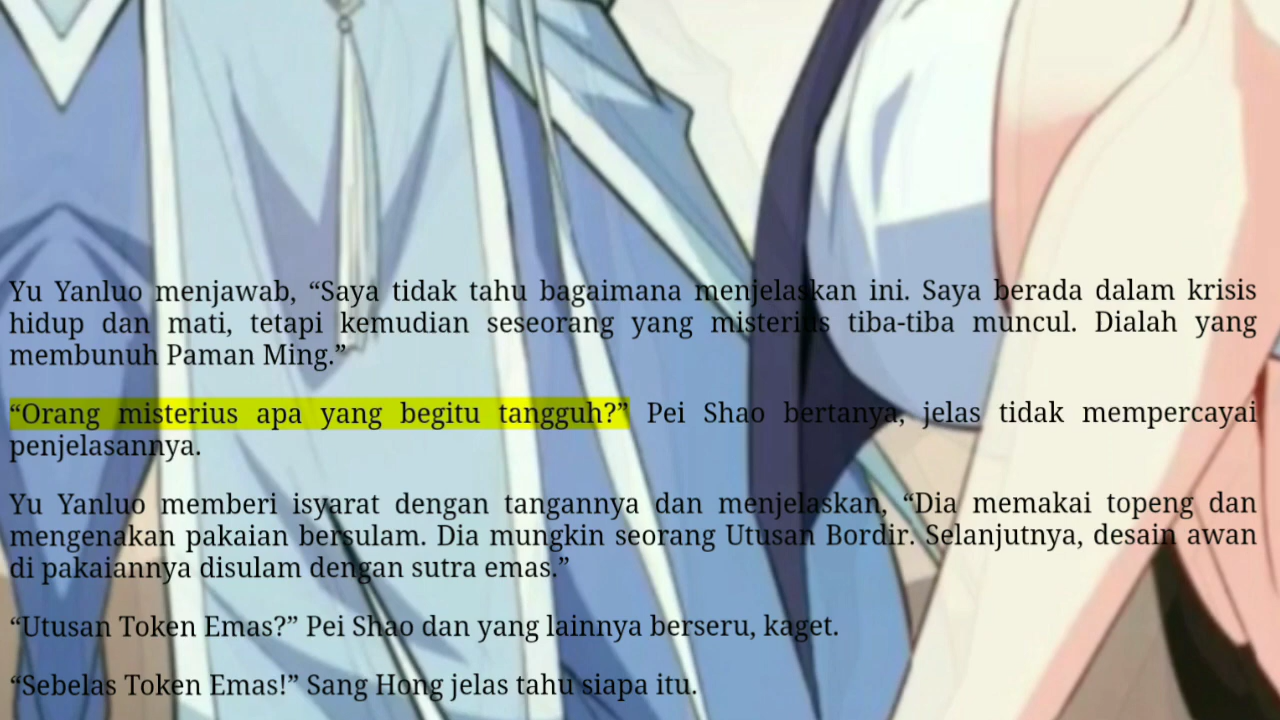 Yu Yanluo menjawab, “Saya tidak tahu bagaimana menjelaskan ini. Saya berada dalam krisis
hidup dan mati, tetapi kemudian seseorang yang misterius tiba-tiba muncul. Dialah yang
membunuh Paman Ming.”
“Orang misterius apa yang begitu tangguh?” Pei Shao bertanya, jelas tidak mempercayai
penjelasannya.
Yu Yanluo memberi isyarat dengan tangannya dan menjelaskan, “Dia memakai topeng dan
mengenakan pakaian bersulam. Dia mungkin seorang Utusan Bordir. Selanjutnya, desain awan
di pakaiannya disulam dengan sutra emas.”
“Utusan Token Emas?” Pei Shao dan yang lainnya berseru, kaget.
“Sebelas Token Emas!” Sang Hong jelas tahu siapa itu.